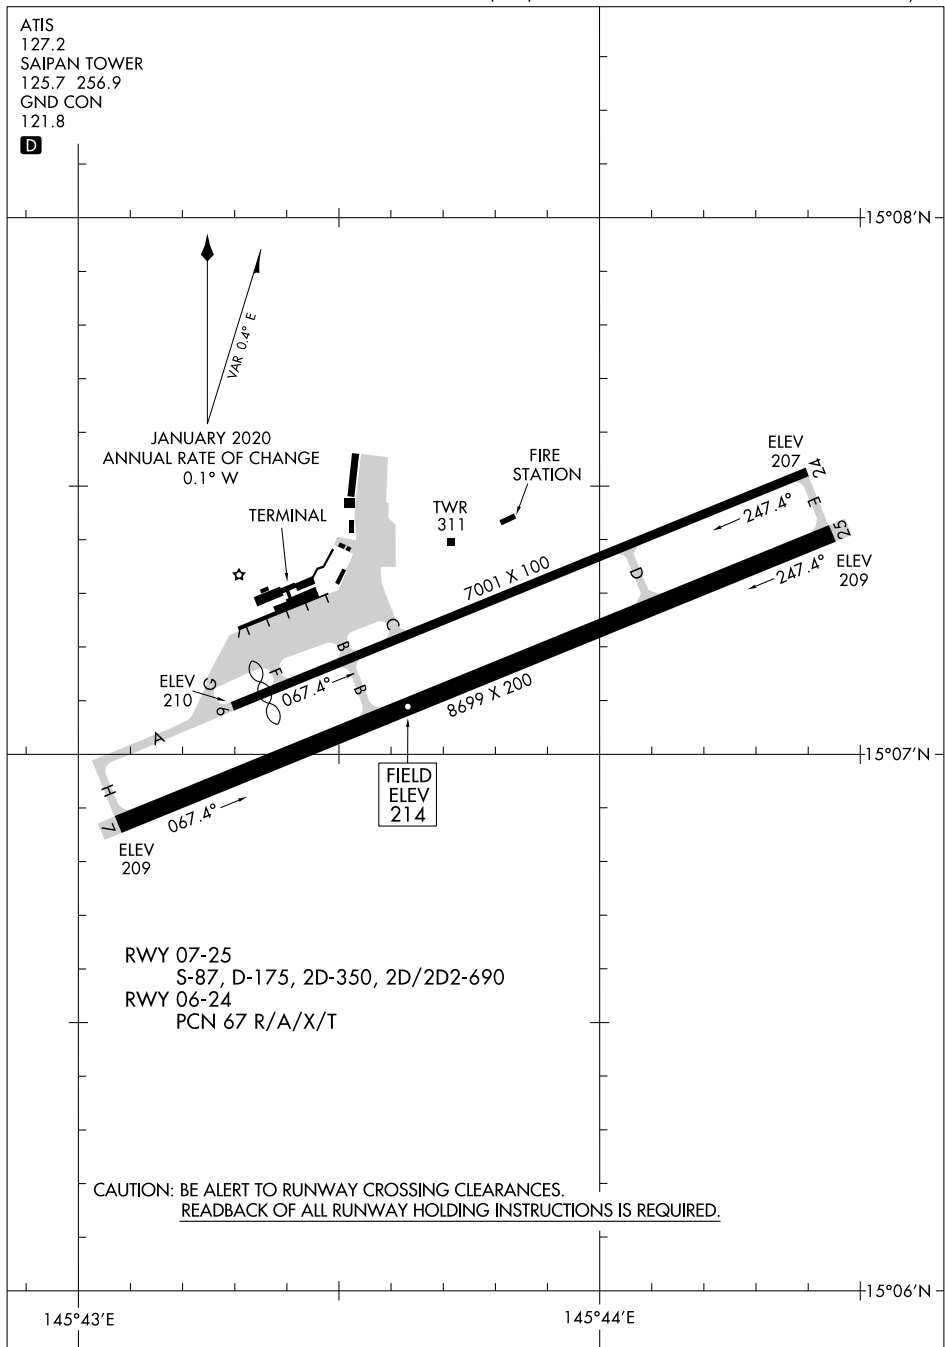 ATIS
127.2
SAIPAN TOWER
125.7 256.9
GND CON
121.8
D
15°08'N
VAR 0.4° E
JANUARY 2020
ANNUAL RATE OF CHANGE
0.1° W
FIRE
STATION
ELEV
207
24
TERMINAL
TWR
311
247.4°
E
25
ELEV
209
247.4°
7001 X 100
D
C
B
F
G
ELEV
210
6
067.4°
B
8699 X 200
A
15°07'N
FIELD
ELEV
214
H
7
067.4°
ELEV
209
RWY 07-25
S-87, D-175, 2D-350, 2D/2D2-690
RWY 06-24
PCN 67 R/A/X/T
CAUTION: BE ALERT TO RUNWAY CROSSING CLEARANCES.
READBACK OF ALL RUNWAY HOLDING INSTRUCTIONS IS REQUIRED.
15°06'N
145°43'E
145°44'E